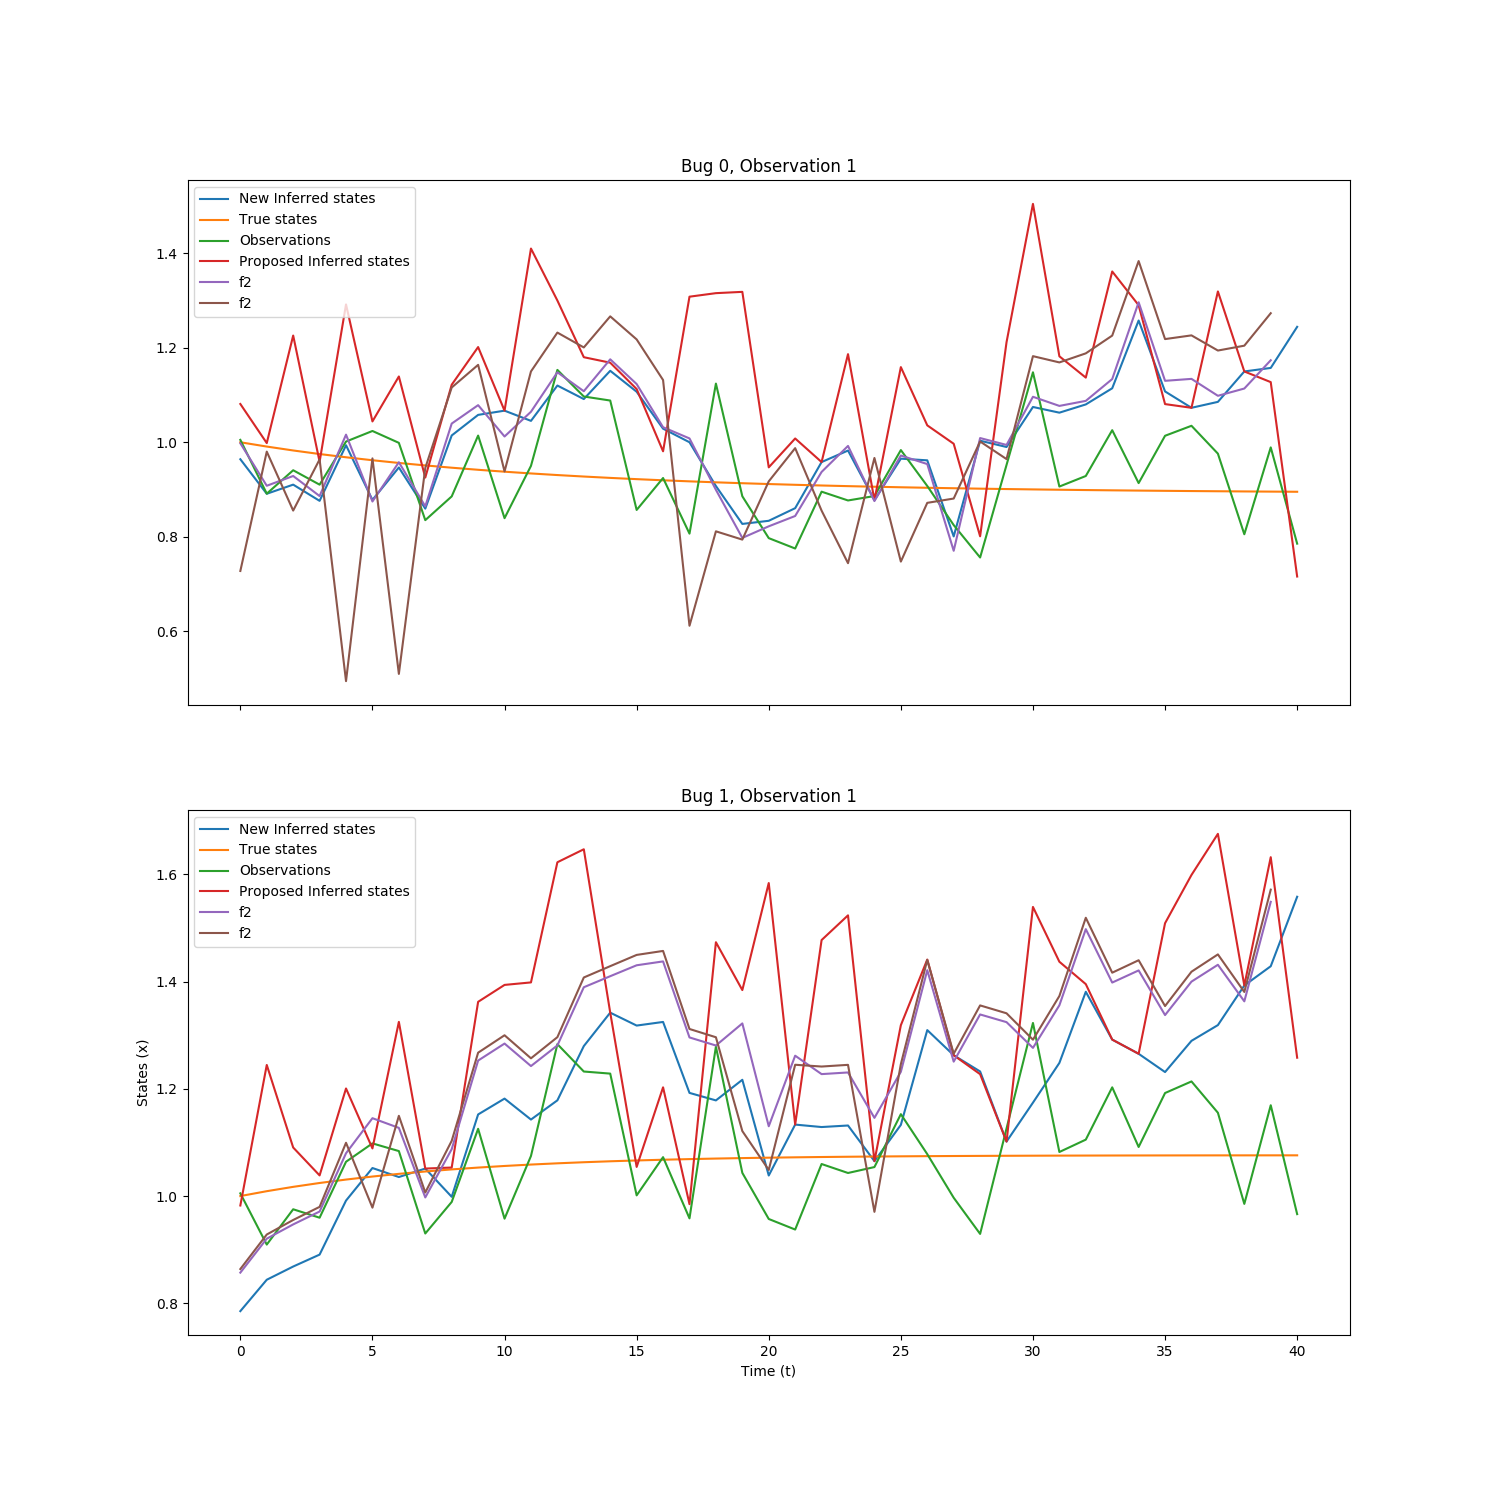 Bug 0, Observation 1
New Inferred states
True states
Observations
Proposed Inferred states
f2
f2
1.4
1.2
1.0
0.8
0.6
Bug 1, Observation 1
New Inferred states
True states
Observations
Proposed Inferred states
f2
f2
1.6
1.4
1.2
1.0
0.8
States (x)
0 5 10 15 20 25 30 35 40
Time (t)